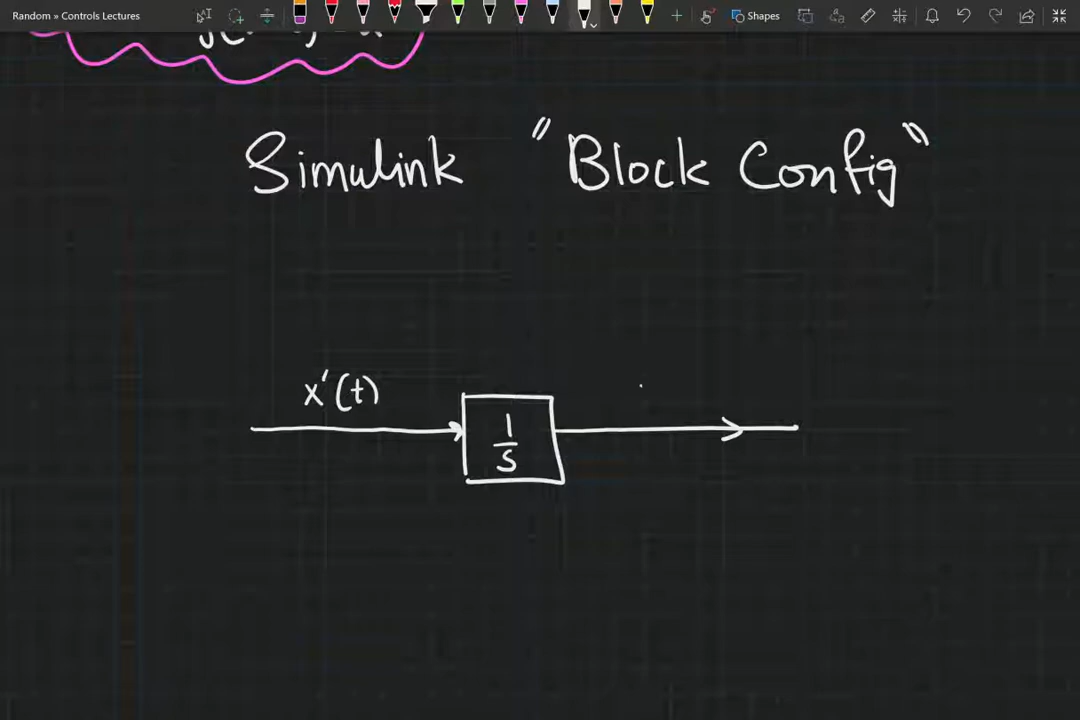 Random » Controls Lectures
Shapes
Simulink "Block Config"
x'(t)
1
s